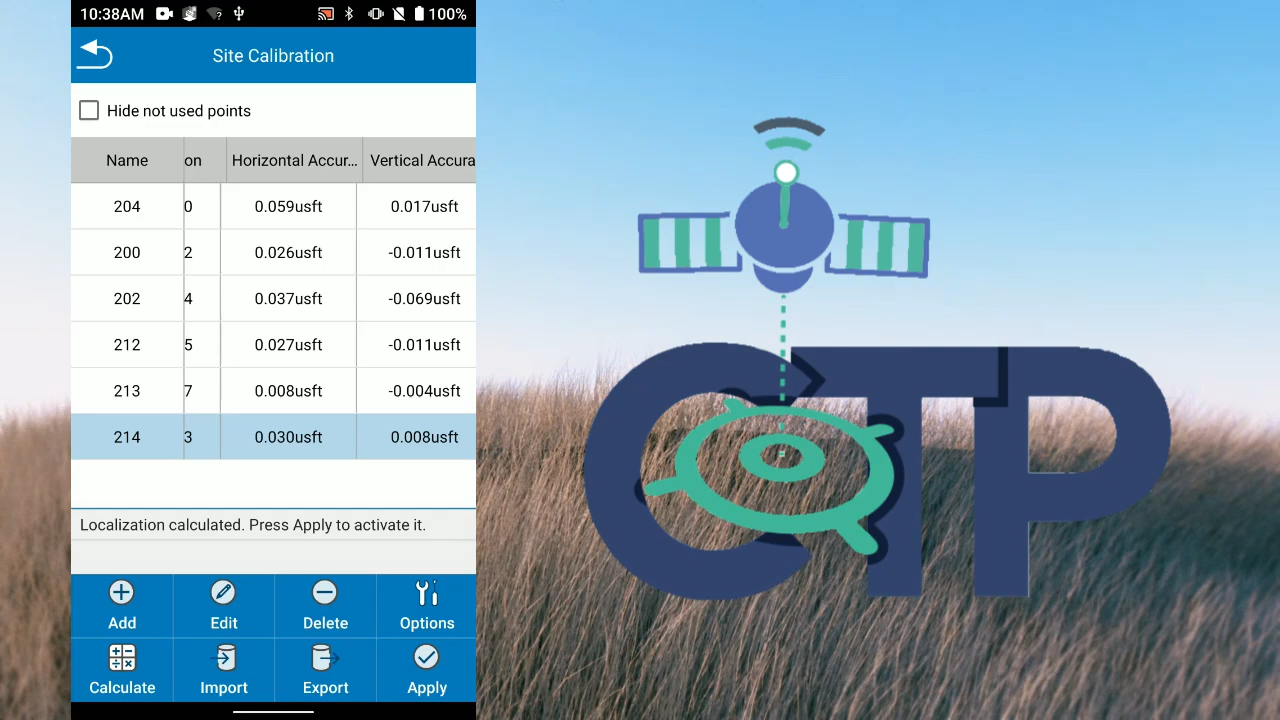 10:38AM 100%
Site Calibration
Hide not used points
Name on Horizontal Accur... Vertical Accura
204 0 0.059usft 0.017usft
200 2 0.026usft -0.011usft
202 4 0.037usft -0.069usft
212 5 0.027usft -0.011usft
213 7 0.008usft -0.004usft
214 3 0.030usft 0.008usft
Localization calculated. Press Apply to activate it.
Add Edit Delete Options
Calculate Import Export Apply
CTP